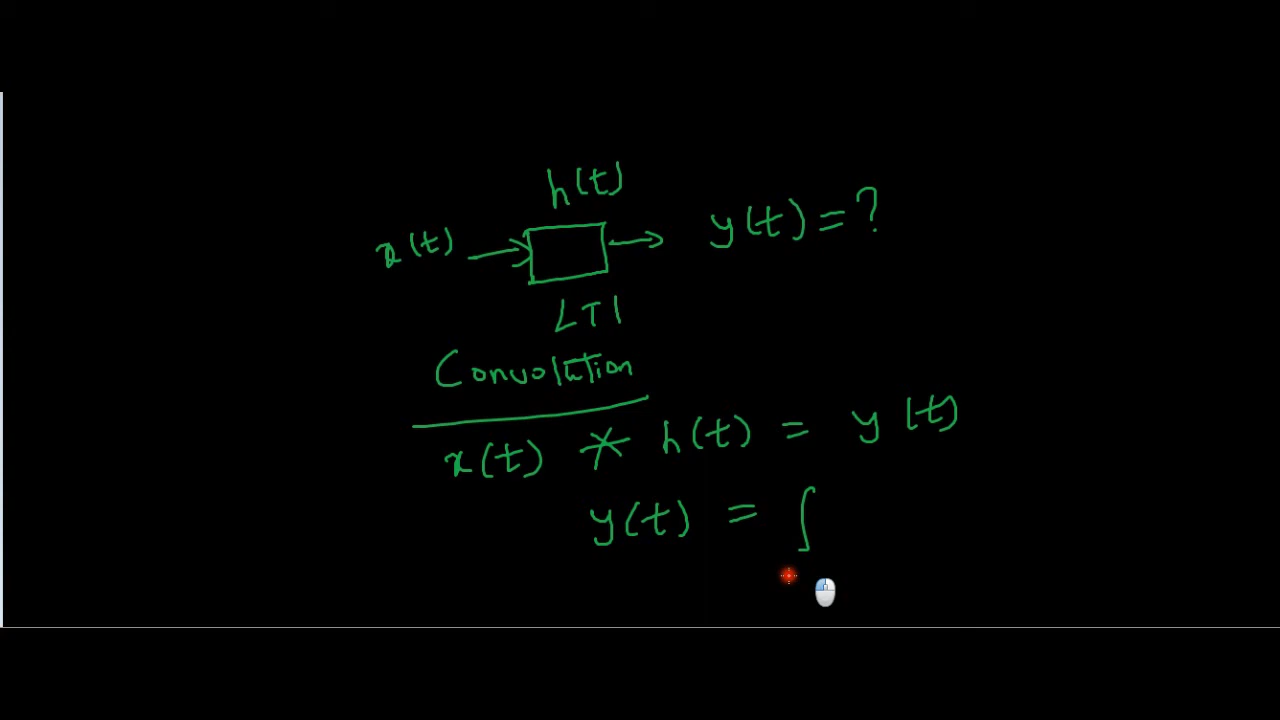 h(t)
x(t) y(t) = ?
LTI
Convolution
x(t) * h(t) = y(t)
y(t) = ∫